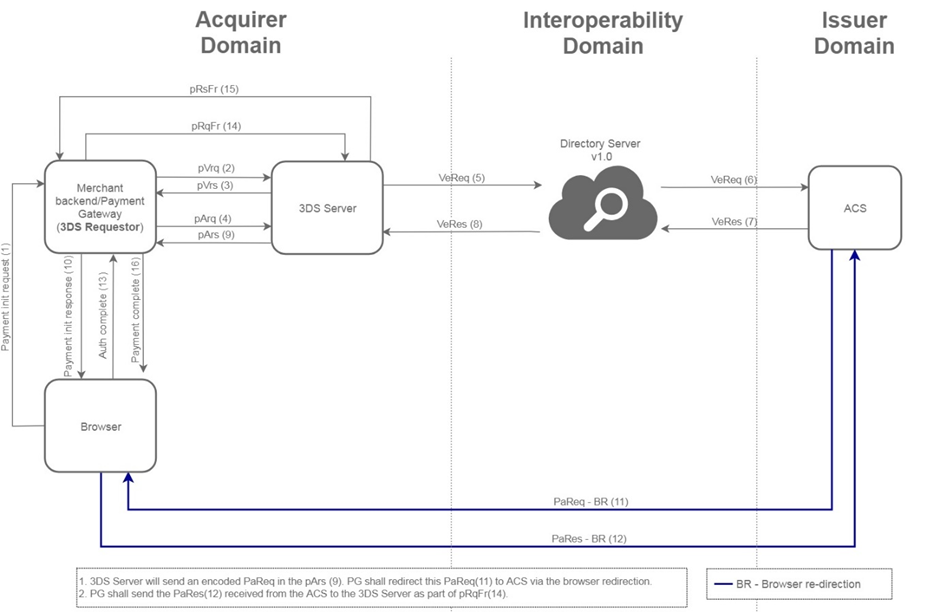 Acquirer
Domain
Interoperability
Domain
Issuer
Domain
pRsFr (15)
pRqFr (14)
Directory Server
v1.0
Merchant
backend/Payment
Gateway
(3DS Requestor)
pVrq (2)
pVrs (3)
pArq (4)
pArs (9)
3DS Server
VeReq (5)
VeRes (8)
VeReq (6)
VeRes (7)
ACS
Payment init request (1)
Payment init response (10)
Auth complete (13)
Payment complete (16)
Browser
PaReq - BR (11)
PaRes - BR (12)
1. 3DS Server will send an encoded PaReq in the pArs (9). PG shall redirect this PaReq(11) to ACS via the browser redirection.
2. PG shall send the PaRes(12) received from the ACS to the 3DS Server as part of pRqFr(14).
BR - Browser re-direction